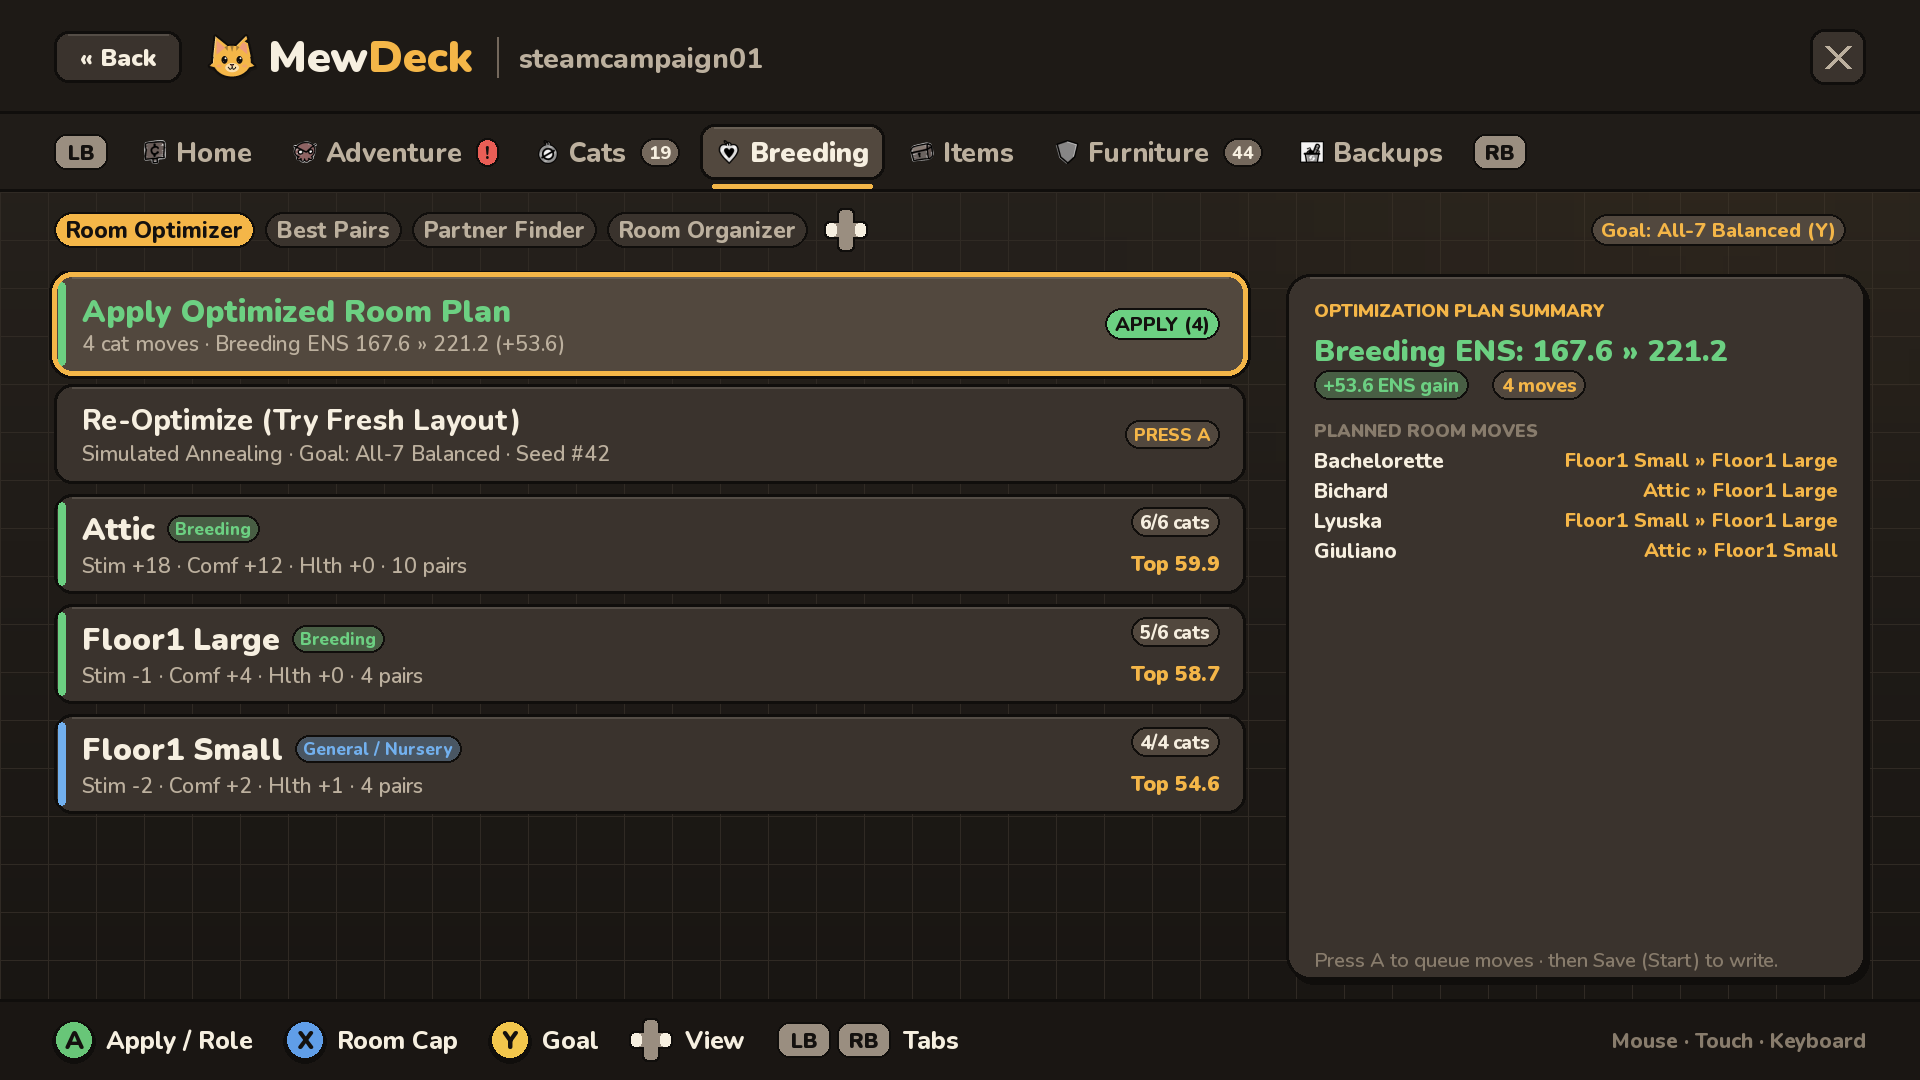 « Back
MewDeck
steamcampaign01
LB
Home
Adventure !
Cats 19
Breeding
Items
Furniture 44
Backups
RB
Room Optimizer
Best Pairs
Partner Finder
Room Organizer
Goal: All-7 Balanced (Y)
Apply Optimized Room Plan
4 cat moves · Breeding ENS 167.6 » 221.2 (+53.6)
APPLY (4)
Re-Optimize (Try Fresh Layout)
Simulated Annealing · Goal: All-7 Balanced · Seed #42
PRESS A
Attic Breeding
Stim +18 · Comf +12 · Hlth +0 · 10 pairs
6/6 cats
Top 59.9
Floor1 Large Breeding
Stim -1 · Comf +4 · Hlth +0 · 4 pairs
5/6 cats
Top 58.7
Floor1 Small General / Nursery
Stim -2 · Comf +2 · Hlth +1 · 4 pairs
4/4 cats
Top 54.6
OPTIMIZATION PLAN SUMMARY
Breeding ENS: 167.6 » 221.2
+53.6 ENS gain 4 moves
PLANNED ROOM MOVES
Bachelorette Floor1 Small » Floor1 Large
Bichard Attic » Floor1 Large
Lyuska Floor1 Small » Floor1 Large
Giuliano Attic » Floor1 Small
Press A to queue moves · then Save (Start) to write.
A Apply / Role
X Room Cap
Y Goal
View
LB RB Tabs
Mouse · Touch · Keyboard